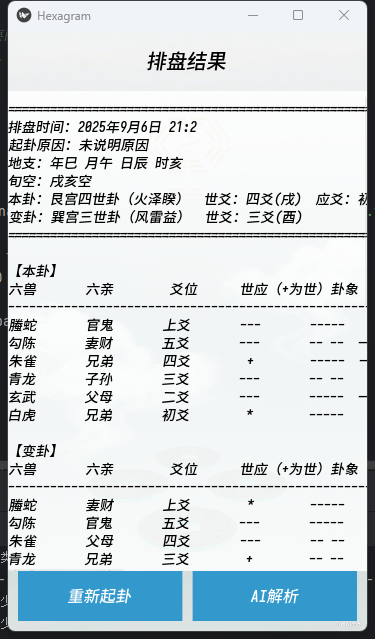 Hexagram
排盘结果
================================================
排盘时间: 2025年9月6日 21:2
起卦原因: 未说明原因
地支: 年巳 月午 日辰 时亥
旬空: 戌亥空
本卦: 艮宫四世卦（火泽睽） 世爻: 四爻(戌) 应爻: 初
变卦: 巽宫三世卦（风雷益） 世爻: 三爻(酉)
================================================
【本卦】
六兽 六亲 爻位 世应（+为世）卦象
------------------------------------------------
螣蛇 官鬼 上爻 --- -----
勾陈 妻财 五爻 --- -- --
朱雀 兄弟 四爻 + -----
青龙 子孙 三爻 --- -- --
玄武 父母 二爻 --- -----
白虎 兄弟 初爻 * -----
【变卦】
六兽 六亲 爻位 世应（+为世）卦象
------------------------------------------------
螣蛇 妻财 上爻 * -----
勾陈 官鬼 五爻 --- -----
朱雀 父母 四爻 --- -- --
青龙 兄弟 三爻 + -- --
重新起卦 AI解析